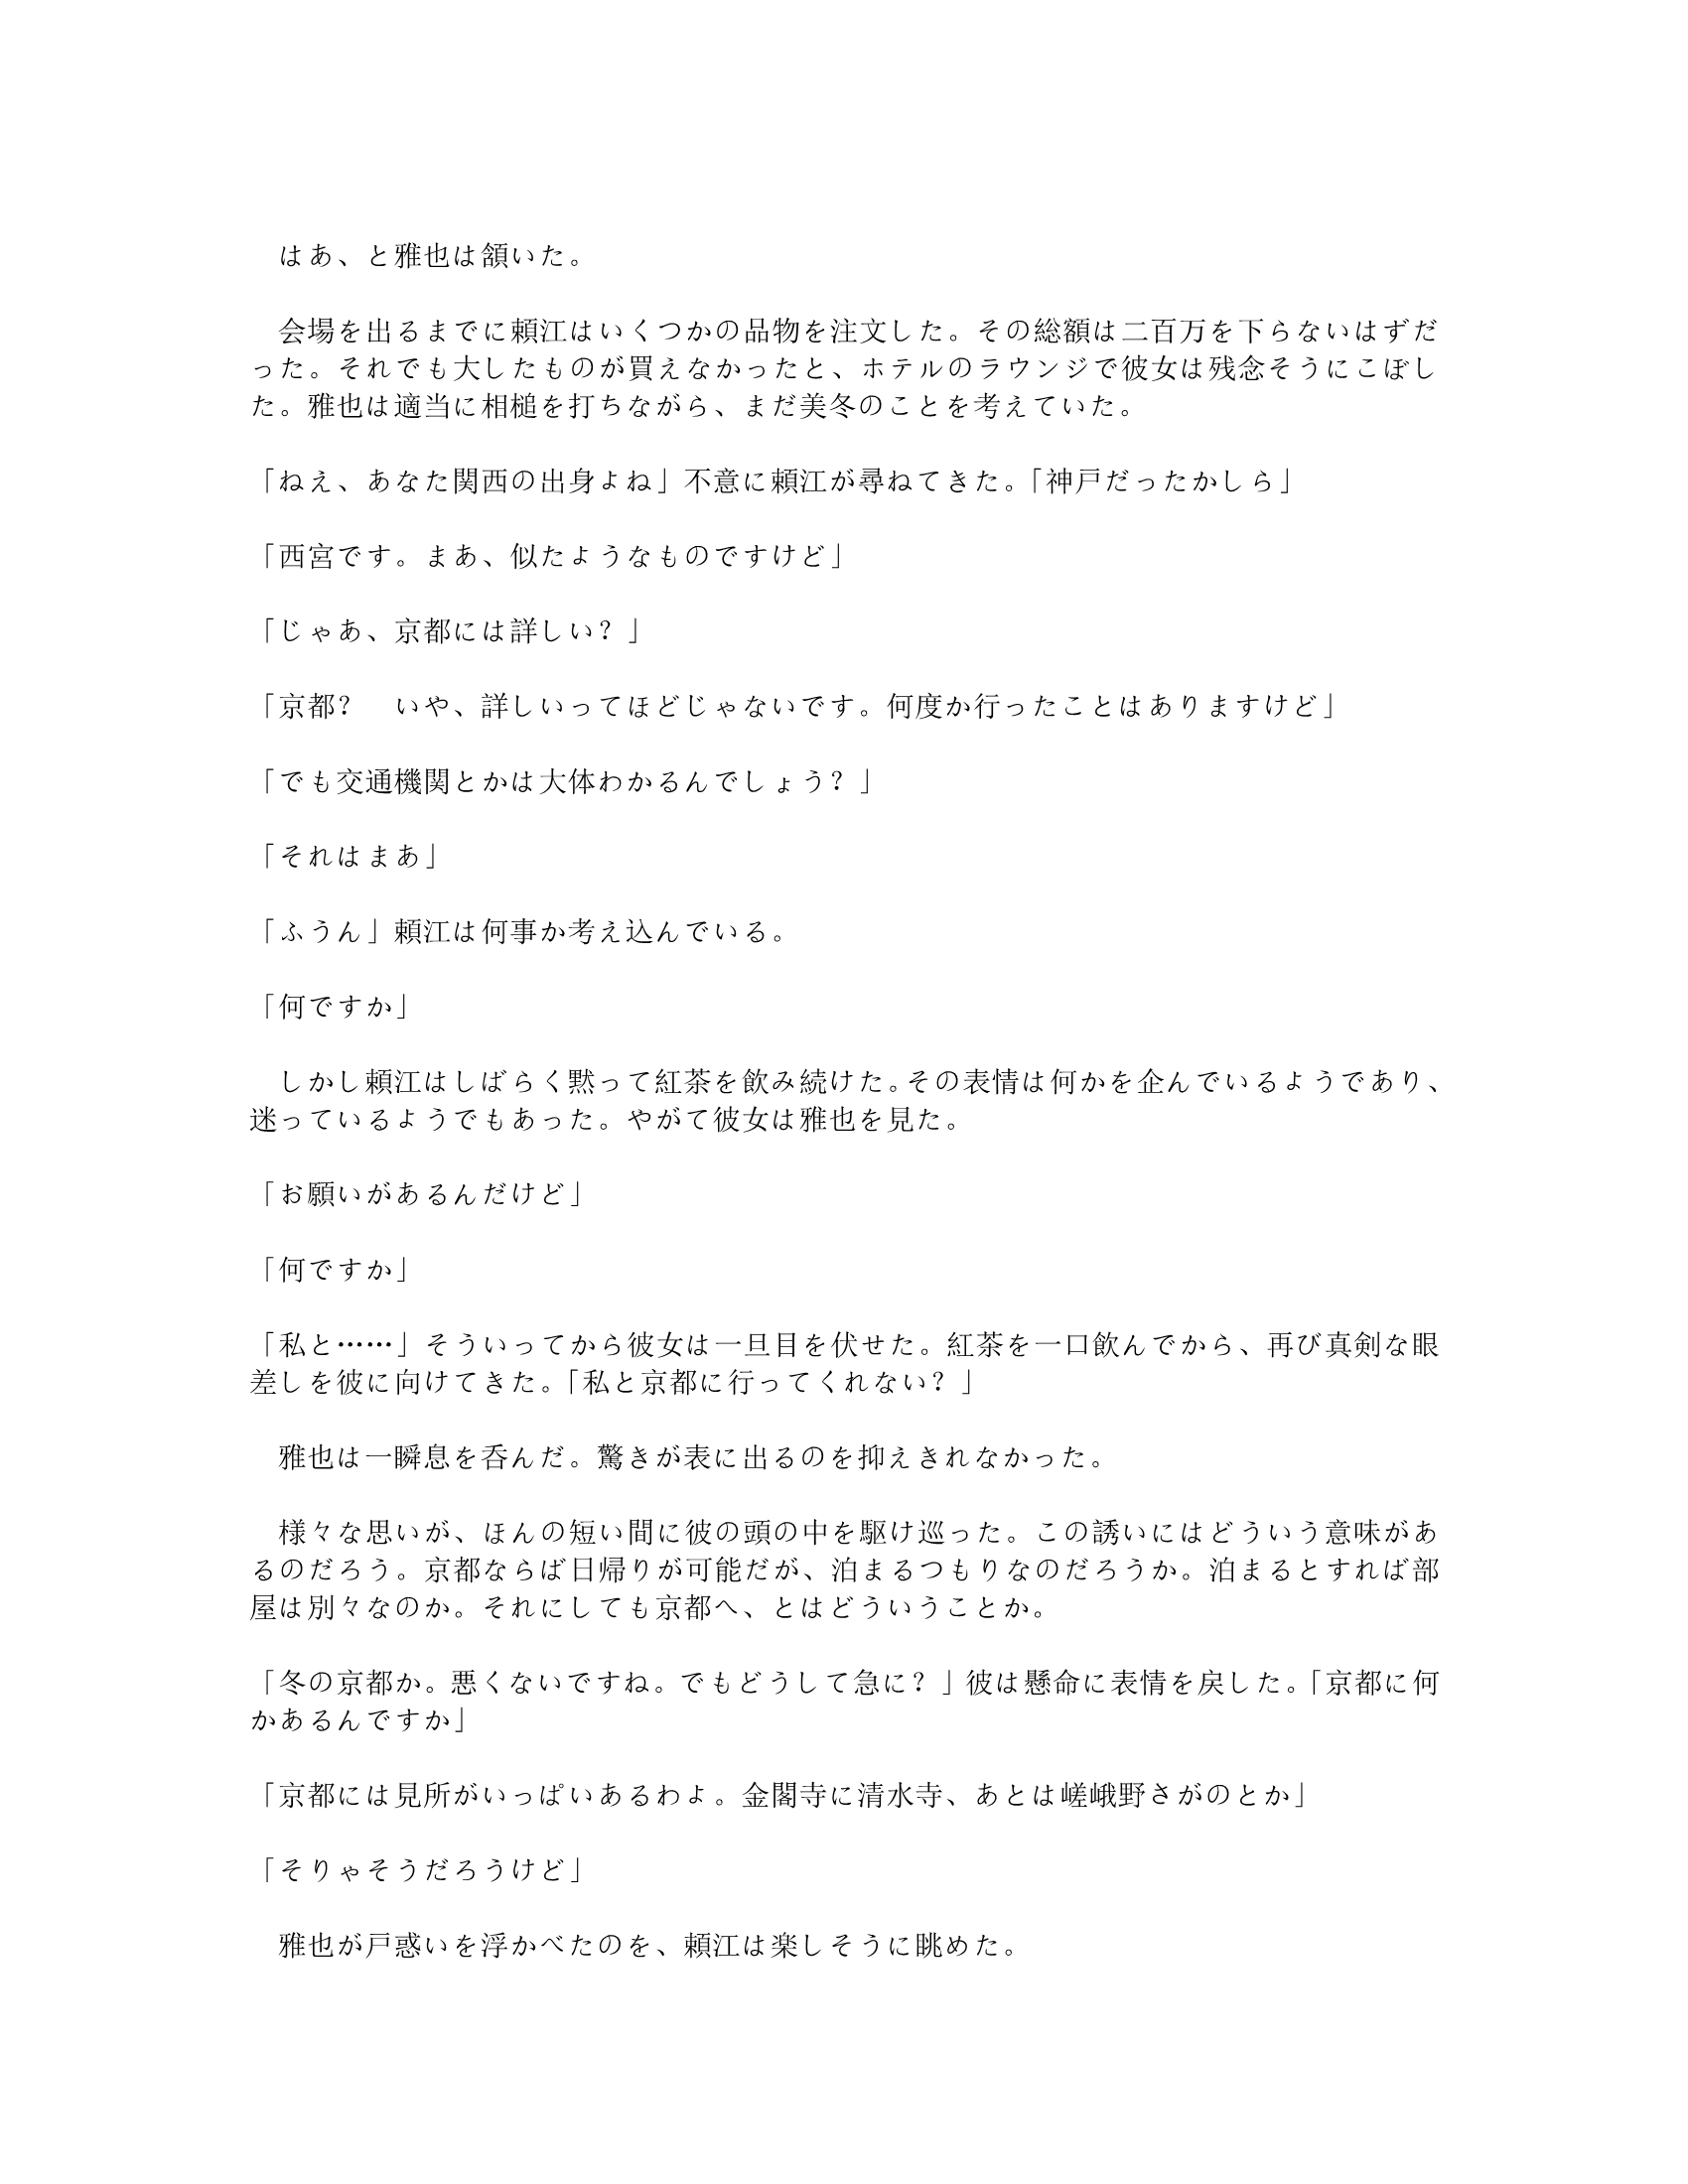 はあ、と雅也は頷いた。
　会場を出るまでに頼江はいくつかの品物を注文した。その総額は二百万を下らないはずだ
った。それでも大したものが買えなかったと、ホテルのラウンジで彼女は残念そうにこぼし
た。雅也は適当に相槌を打ちながら、まだ美冬のことを考えていた。
「ねえ、あなた関西の出身よね」不意に頼江が尋ねてきた。「神戸だったかしら」
「西宮です。まあ、似たようなものですけど」
「じゃあ、京都には詳しい？」
「京都？　いや、詳しいってほどじゃないです。何度か行ったことはありますけど」
「でも交通機関とかは大体わかるんでしょう？」
「それはまあ」
「ふうん」頼江は何事か考え込んでいる。
「何ですか」
　しかし頼江はしばらく黙って紅茶を飲み続けた。その表情は何かを企んでいるようであり、
迷っているようでもあった。やがて彼女は雅也を見た。
「お願いがあるんだけど」
「何ですか」
「私と……」そういってから彼女は一旦目を伏せた。紅茶を一口飲んでから、再び真剣な眼
差しを彼に向けてきた。「私と京都に行ってくれない？」
　雅也は一瞬息を呑んだ。驚きが表に出るのを抑えきれなかった。
　様々な思いが、ほんの短い間に彼の頭の中を駆け巡った。この誘いにはどういう意味があ
るのだろう。京都ならば日帰りが可能だが、泊まるつもりなのだろうか。泊まるとすれば部
屋は別々なのか。それにしても京都へ、とはどういうことか。
「冬の京都か。悪くないですね。でもどうして急に？」彼は懸命に表情を戻した。「京都に何
かあるんですか」
「京都には見所がいっぱいあるわよ。金閣寺に清水寺、あとは嵯峨野さがのとか」
「そりゃそうだろうけど」
　雅也が戸惑いを浮かべたのを、頼江は楽しそうに眺めた。